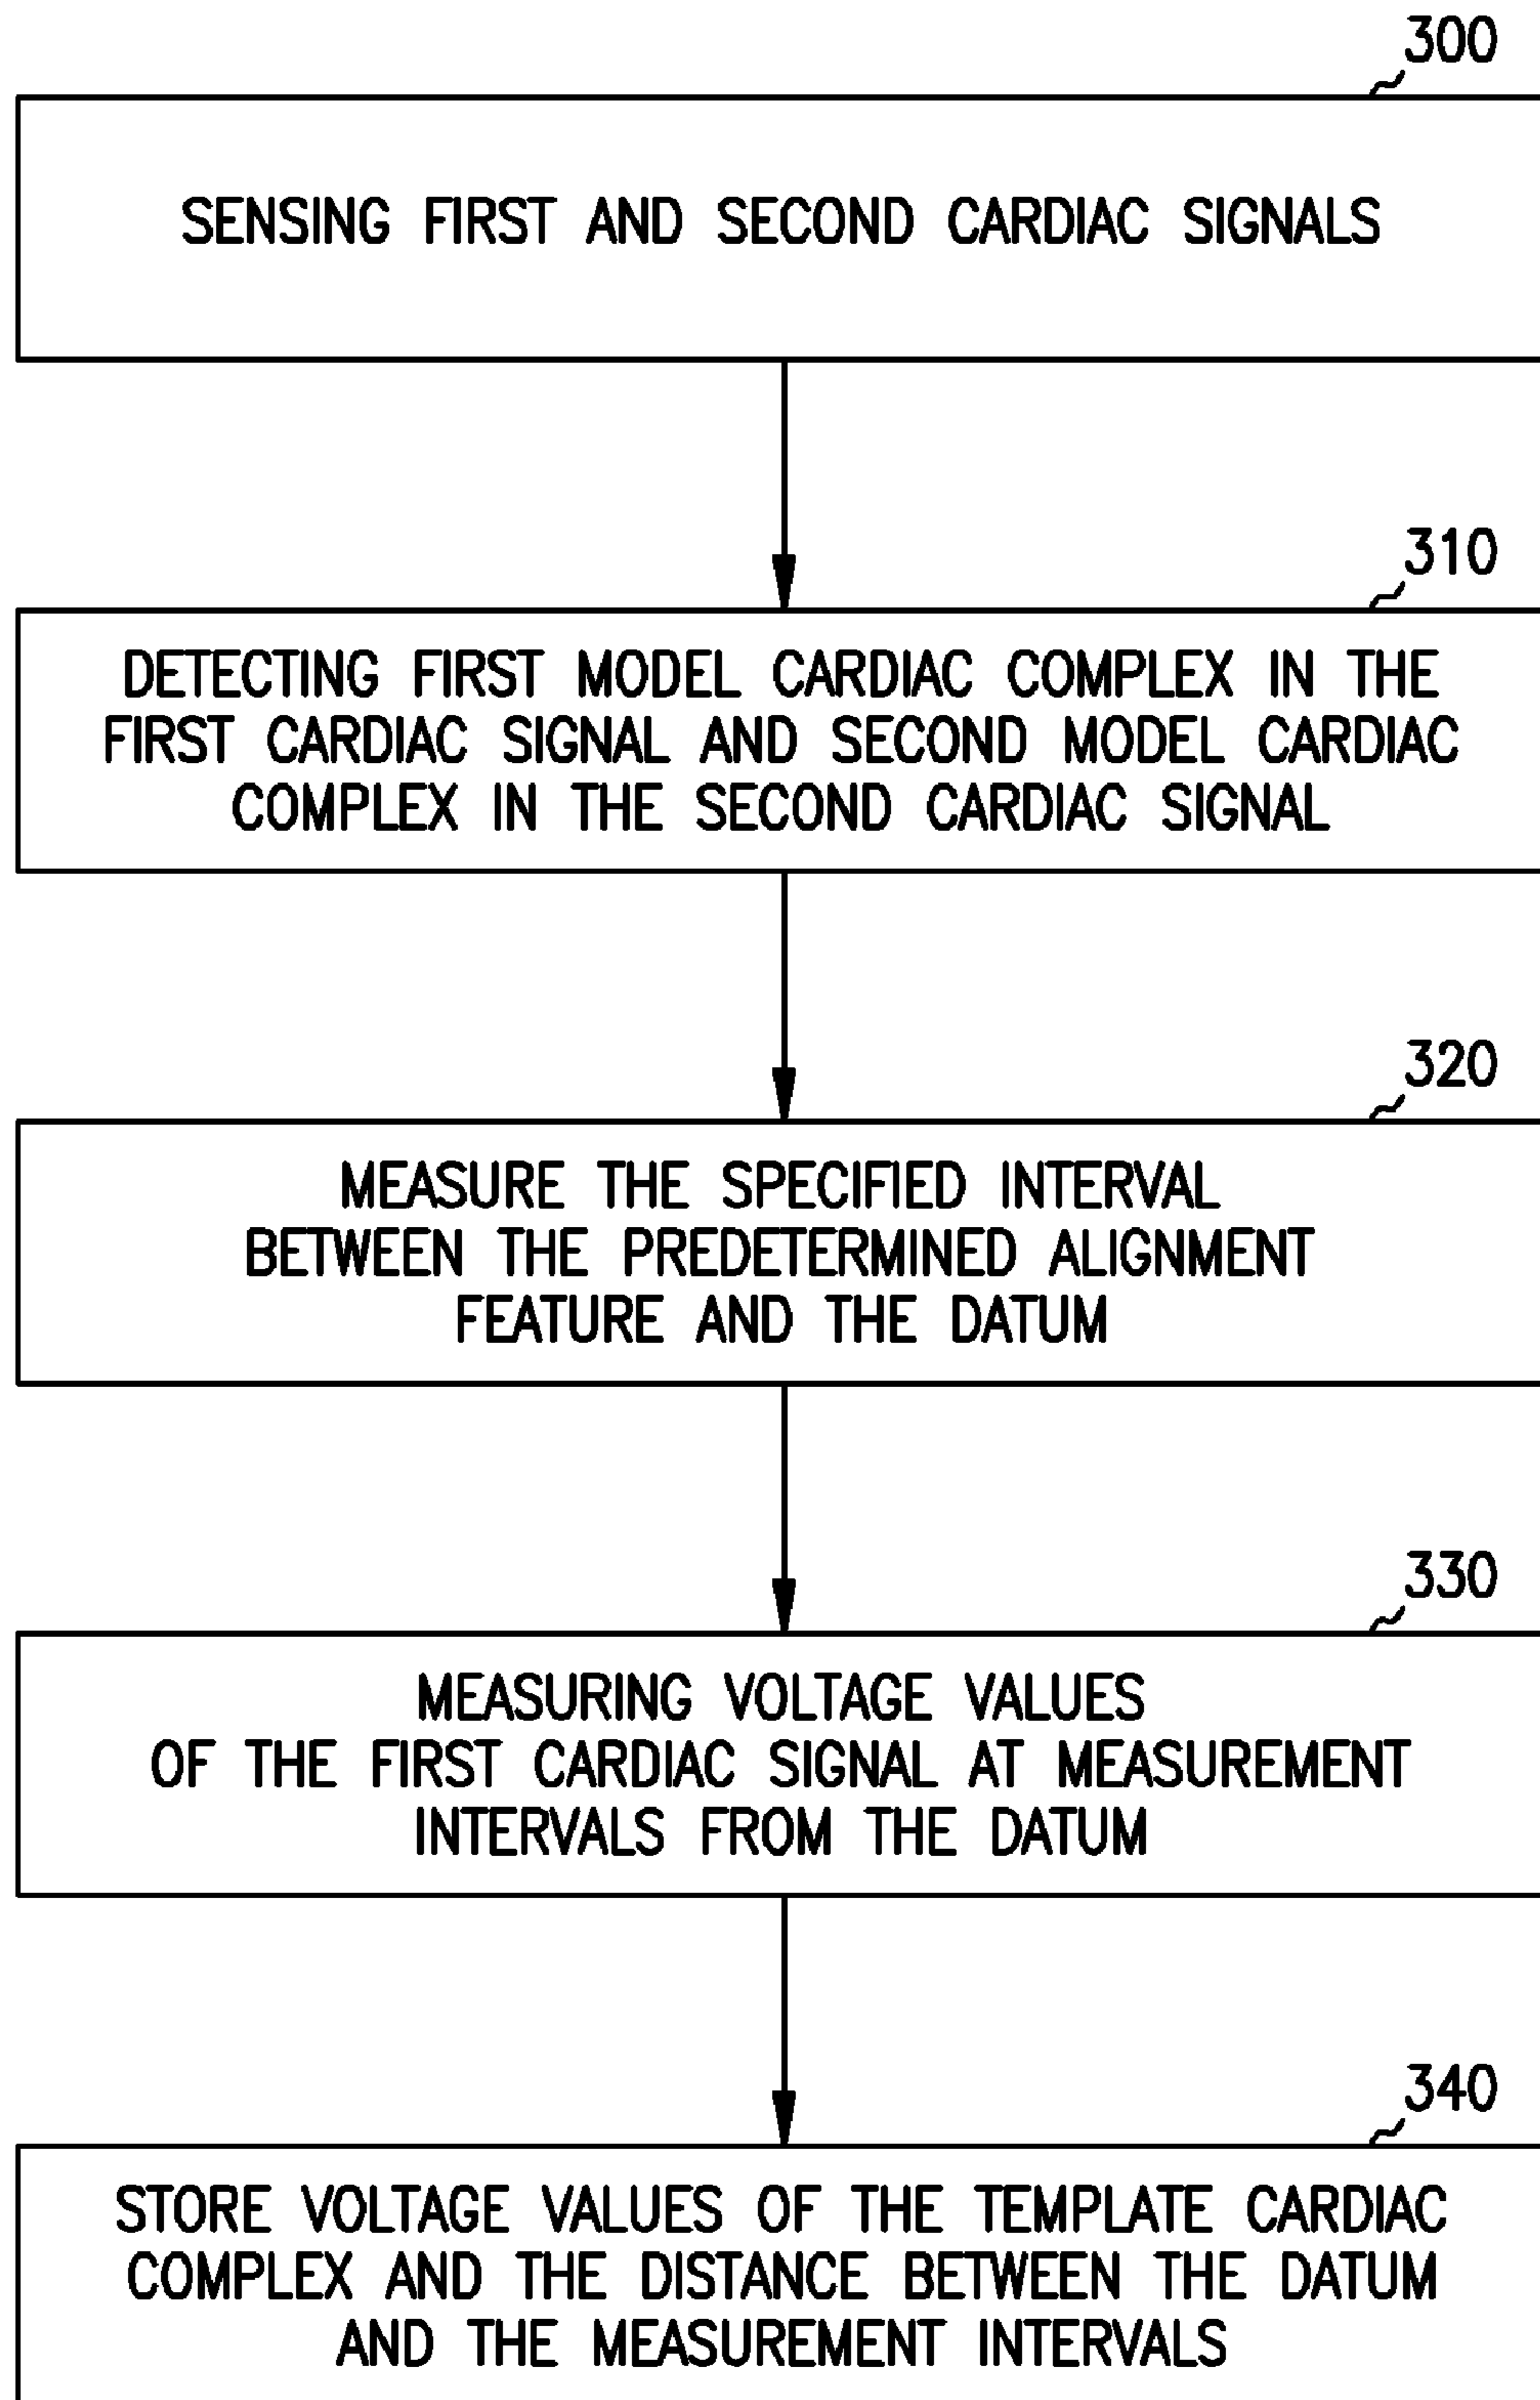 300
SENSING FIRST AND SECOND CARDIAC SIGNALS
310
DETECTING FIRST MODEL CARDIAC COMPLEX IN THE
FIRST CARDIAC SIGNAL AND SECOND MODEL CARDIAC
COMPLEX IN THE SECOND CARDIAC SIGNAL
320
MEASURE THE SPECIFIED INTERVAL
BETWEEN THE PREDETERMINED ALIGNMENT
FEATURE AND THE DATUM
330
MEASURING VOLTAGE VALUES
OF THE FIRST CARDIAC SIGNAL AT MEASUREMENT
INTERVALS FROM THE DATUM
340
STORE VOLTAGE VALUES OF THE TEMPLATE CARDIAC
COMPLEX AND THE DISTANCE BETWEEN THE DATUM
AND THE MEASUREMENT INTERVALS